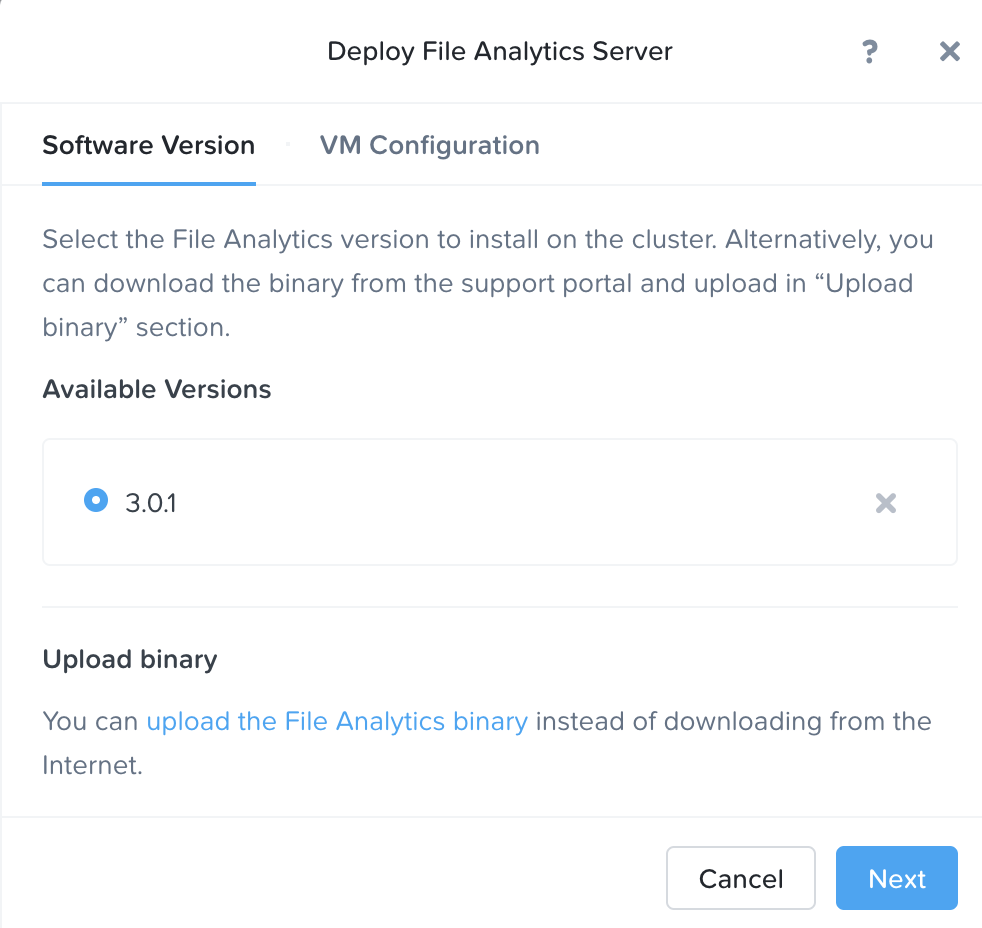 Deploy File Analytics Server
?
Software Version
VM Configuration
Select the File Analytics version to install on the cluster. Alternatively, you
can download the binary from the support portal and upload in “Upload
binary” section.
Available Versions
3.0.1
Upload binary
You can upload the File Analytics binary instead of downloading from the
Internet.
Cancel
Next